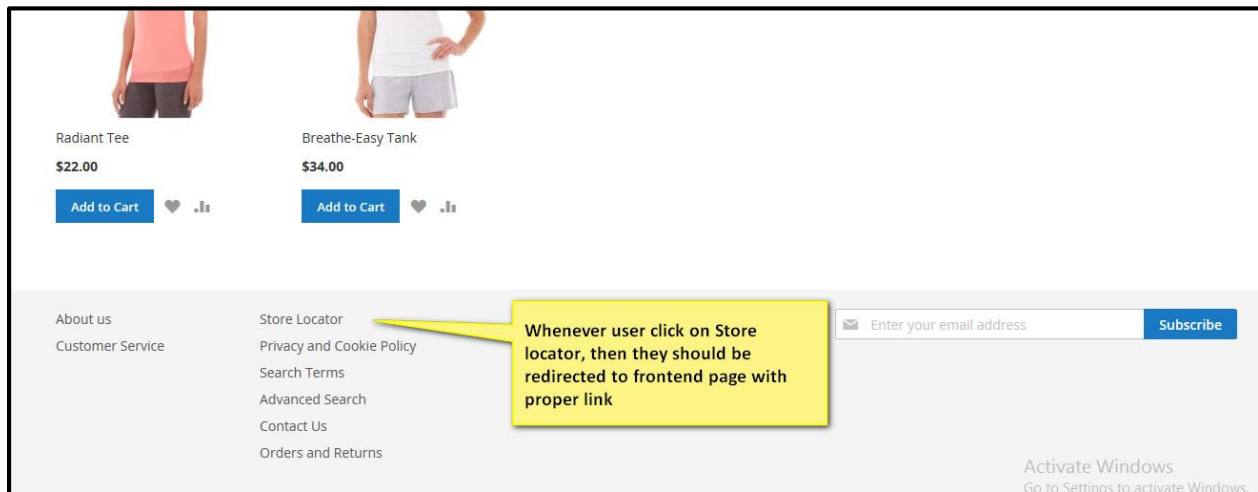 Radiant Tee
$22.00
Add to Cart
Breathe-Easy Tank
$34.00
Add to Cart
About us
Customer Service
Store Locator
Privacy and Cookie Policy
Search Terms
Advanced Search
Contact Us
Orders and Returns
Whenever user click on Store
locator, then they should be
redirected to frontend page with
proper link
Enter your email address
Subscribe
Activate Windows
Go to Settings to activate Windows.